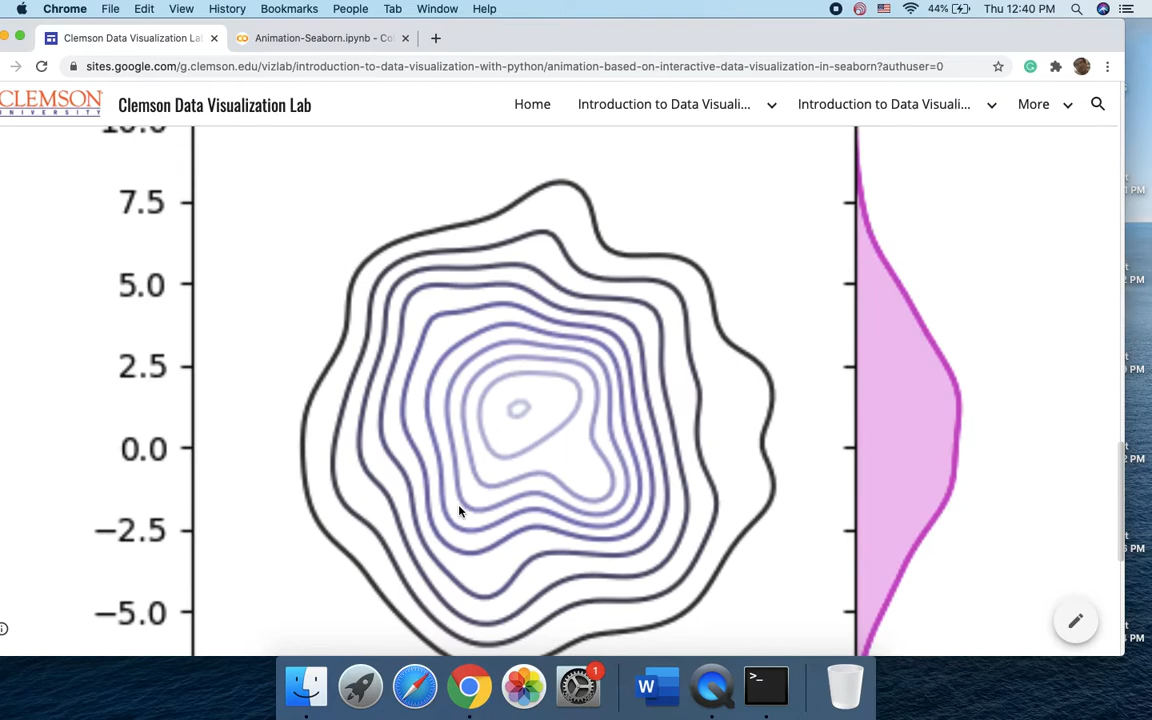 Chrome File Edit View History Bookmarks People Tab Window Help 44% Thu 12:40 PM
Clemson Data Visualization La Animation-Seaborn.ipynb - Co
sites.google.com/g.clemson.edu/vizlab/introduction-to-data-visualization-with-python/animation-based-on-interactive-data-visualization-in-seaborn?authuser=0
CLEMSON
UNIVERSITY
Clemson Data Visualization Lab Home Introduction to Data Visuali... Introduction to Data Visuali... More
10.0
7.5
5.0
2.5
0.0
−2.5
−5.0
1
W
>_